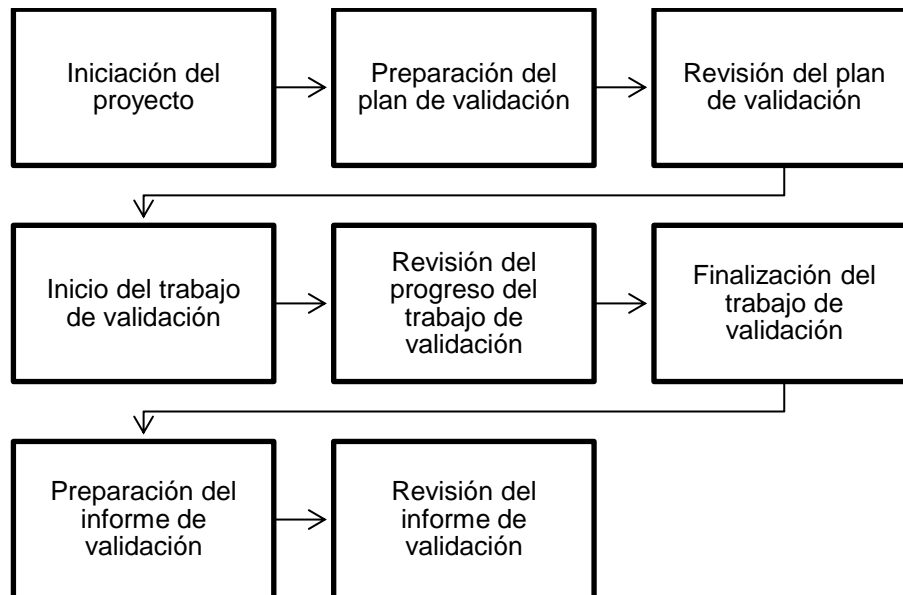 Iniciación del
proyecto
Preparación del
plan de validación
Revisión del plan
de validación
Inicio del trabajo
de validación
Revisión del
progreso del
trabajo de
validación
Finalización del
trabajo de
validación
Preparación del
informe de
validación
Revisión del
informe de
validación